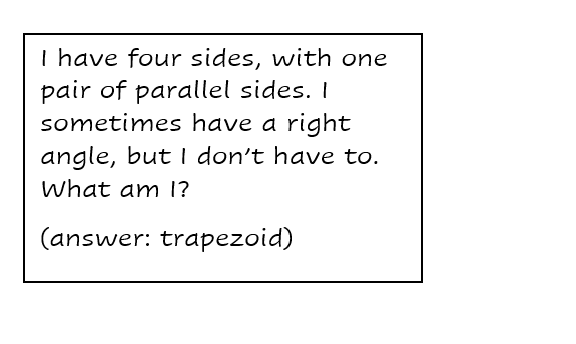 I have four sides, with one
pair of parallel sides. I
sometimes have a right
angle, but I don’t have to.
What am I?
(answer: trapezoid)